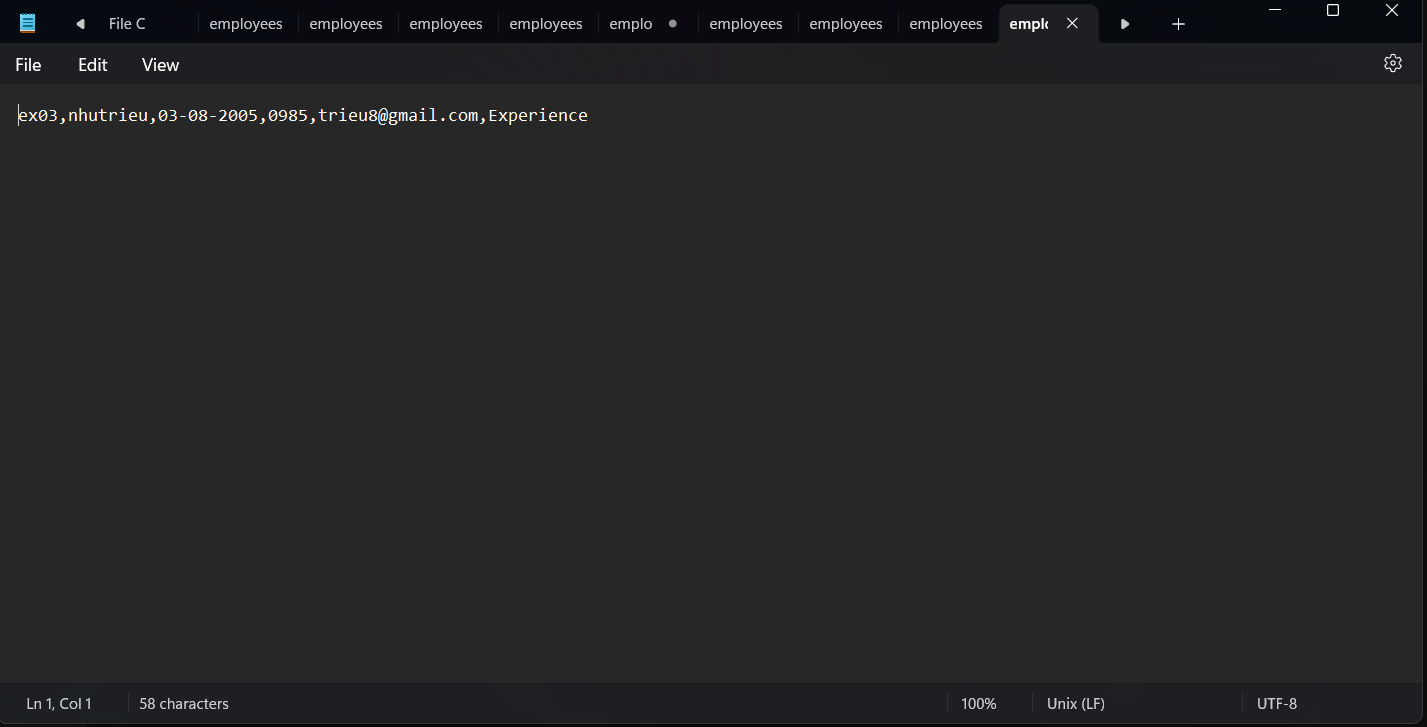 File C employees employees employees employees emplo employees employees employees emplc
File Edit View
ex03,nhutrieu,03-08-2005,0985,trieu8@gmail.com,Experience
Ln 1, Col 1 58 characters 100% Unix (LF) UTF-8